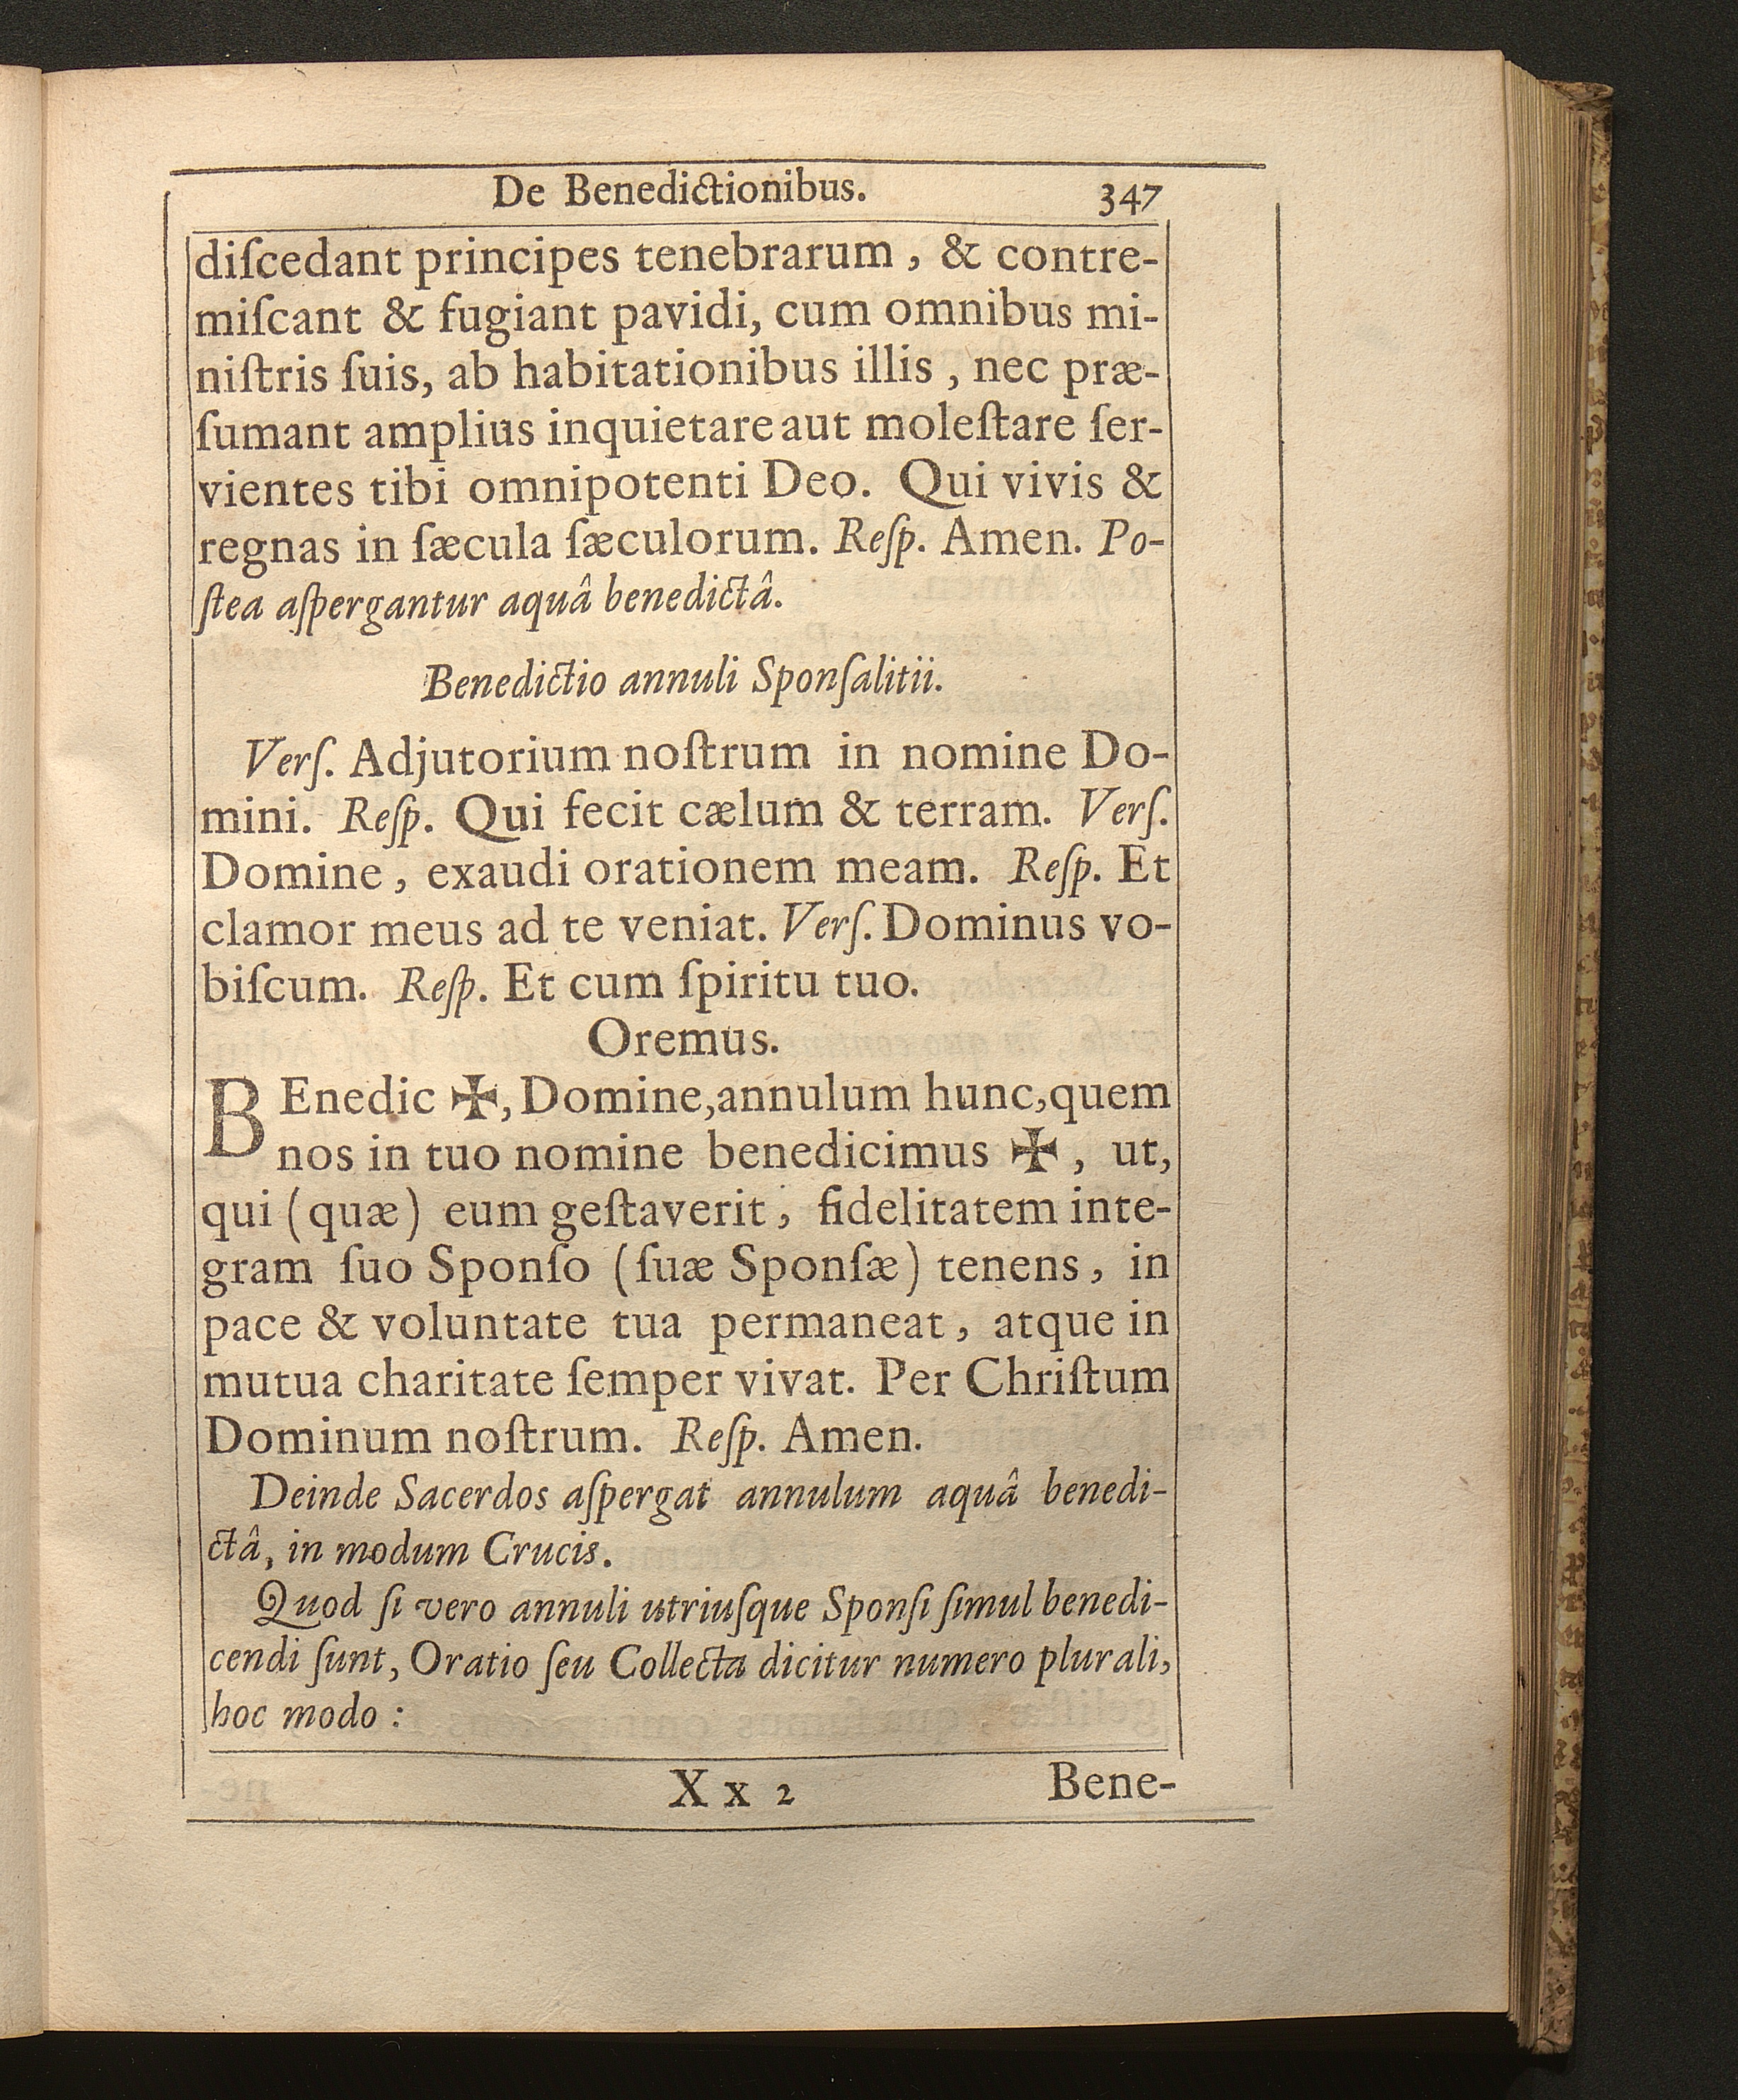 De Benedictionibus. 347
diſcedant principes tenebrarum, & contre-
miſcant & fugiant pavidi, cum omnibus mi-
niſtris ſuis, ab habitationibus illis, nec præ-
ſumant amplius inquietare aut moleſtare ſer-
vientes tibi omnipotenti Deo. Qui vivis &
regnas in ſæcula ſæculorum. Reſp. Amen. Po-
ſtea aſpergantur aquâ benedictâ.
Benedictio annuli Sponſalitii.
Verſ. Adjutorium noſtrum in nomine Do-
mini. Reſp. Qui fecit cælum & terram. Verſ.
Domine, exaudi orationem meam. Reſp. Et
clamor meus ad te veniat. Verſ. Dominus vo-
biſcum. Reſp. Et cum ſpiritu tuo.
Oremus.
BEnedic ✠, Domine, annulum hunc, quem
nos in tuo nomine benedicimus ✠, ut,
qui (quæ) eum geſtaverit, fidelitatem inte-
gram ſuo Sponſo (ſuæ Sponſæ) tenens, in
pace & voluntate tua permaneat, atque in
mutua charitate ſemper vivat. Per Chriſtum
Dominum noſtrum. Reſp. Amen.
Deinde Sacerdos aſpergat annulum aquâ benedi-
ctâ, in modum Crucis.
Quod ſi vero annuli utriuſque Sponſi ſimul benedi-
cendi ſunt, Oratio ſeu Collecta dicitur numero plurali,
hoc modo:
Xx 2 Bene-